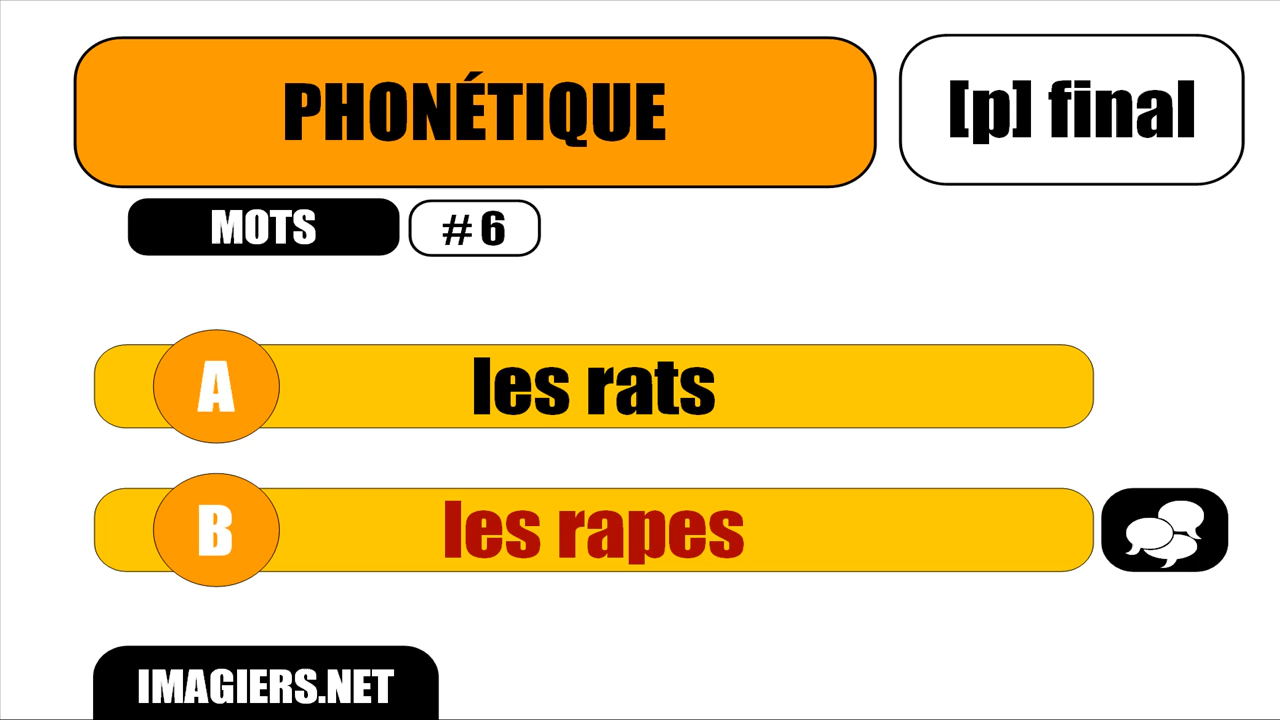 PHONÉTIQUE
[p] final
MOTS
# 6
A
les rats
B
les rapes
IMAGIERS.NET